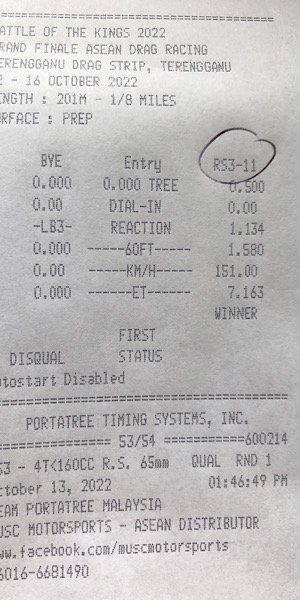 ATTLE OF THE KINGS 2022
RAND FINALE ASEAN DRAG RACING
ERENGGANU DRAG STRIP, TERENGGANU
2 - 16 OCTOBER 2022
ENGTH : 201M - 1/8 MILES
URFACE : PREP
BYE Entry RS3-11
0.000 0.000 TREE 0.500
0.00 DIAL-IN 0.00
-LB3- REACTION 1.134
0.000 ------60FT------ 1.580
0.00 ------KM/H------ 151.00
0.000 -------ET------- 7.163
WINNER
FIRST
DISQUAL STATUS
utostart Disabled
PORTATREE TIMING SYSTEMS, INC.
================ 53/54 ===========600214
S3 - 4T<160CC R.S. 65mm QUAL RND 1
ctober 13, 2022 01:46:49 PM
EAM PORTATREE MALAYSIA
MUSC MOTORSPORTS - ASEAN DISTRIBUTOR
ww.facebook.com/muscmotorsports
6016-6681490